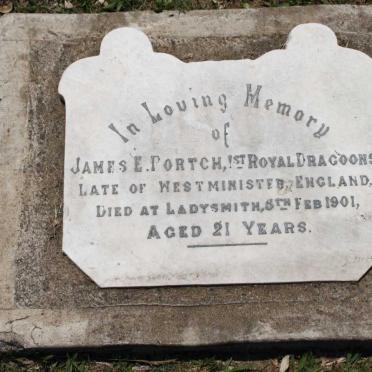 In Loving Memory
of
JAMES E. PORTCH, 1ST ROYAL DRAGOONS
LATE OF WESTMINISTER, ENGLAND,
DIED AT LADYSMITH, 8TH FEB 1901,
AGED 21 YEARS.